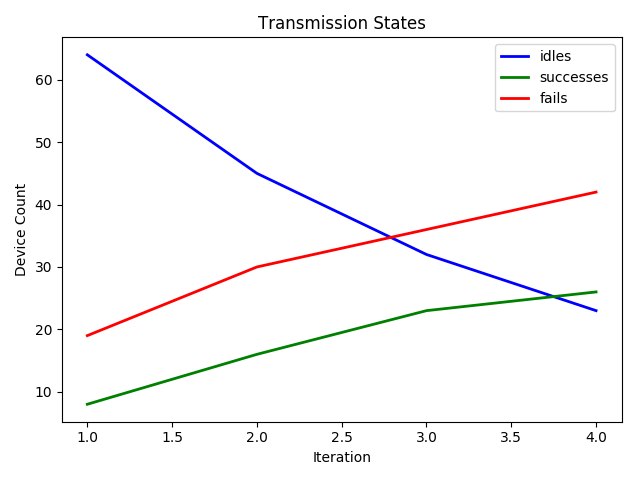 Transmission States
idles
successes
fails
Device Count
60
50
40
30
20
10
1.0 1.5 2.0 2.5 3.0 3.5 4.0
Iteration